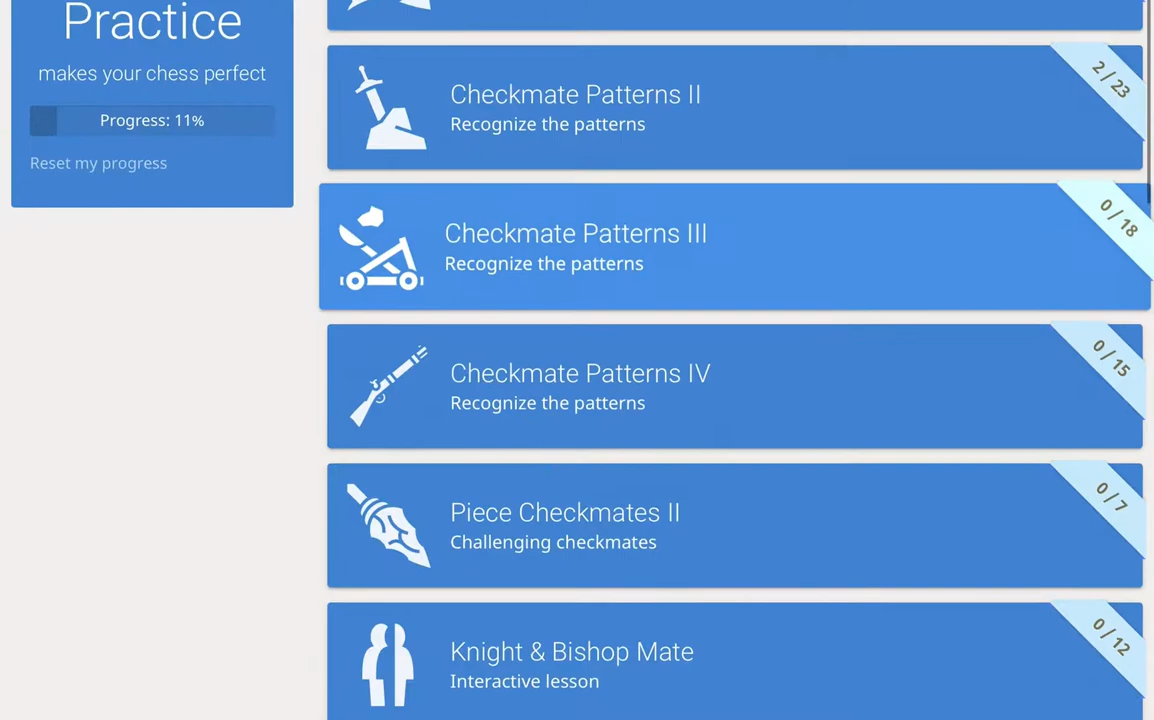 Practice
makes your chess perfect
Progress: 11%
Reset my progress
Checkmate Patterns II
Recognize the patterns
2 / 23
Checkmate Patterns III
Recognize the patterns
0 / 18
Checkmate Patterns IV
Recognize the patterns
0 / 15
Piece Checkmates II
Challenging checkmates
0 / 7
Knight & Bishop Mate
Interactive lesson
0 / 12